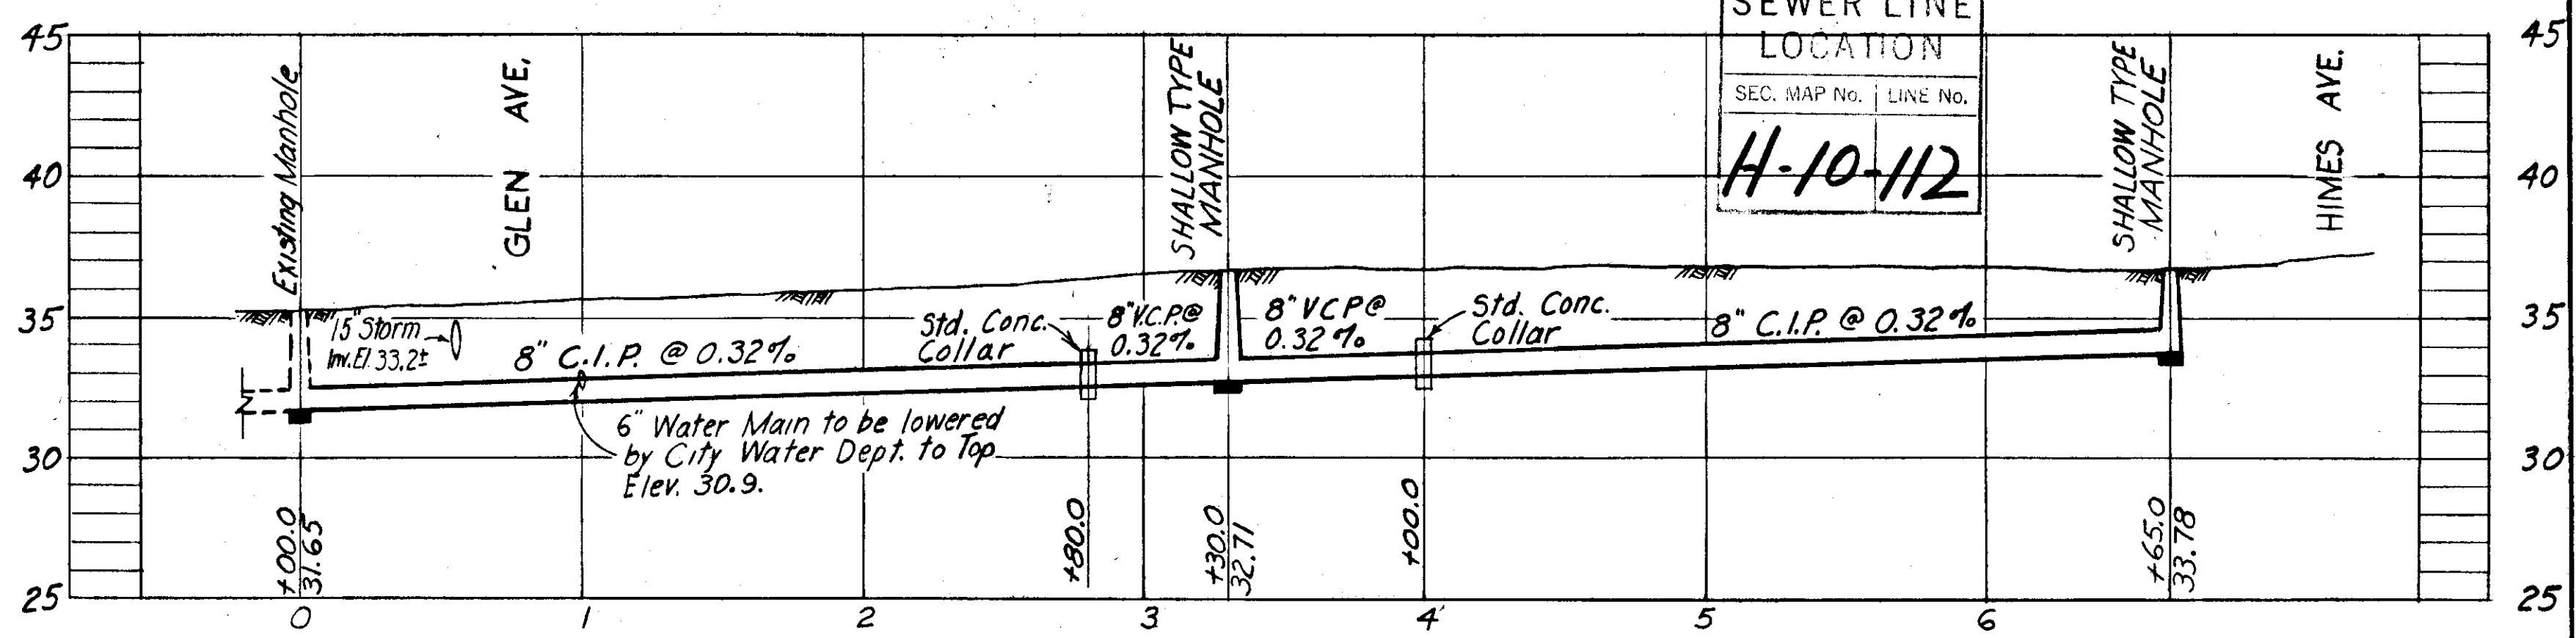 SEWER LINE
LOCATION
SEC. MAP No. LINE No.
H-10-112
45
45
40
40
35
35
30
30
25
25
Existing Manhole
GLEN AVE.
SHALLOW TYPE
MANHOLE
SHALLOW TYPE
MANHOLE
HIMES AVE.
15" Storm
Inv. El. 33.2±
8" C.I.P. @ 0.32%
Std. Conc.
Collar
8" V.C.P. @
0.32%
8" VCP @
0.32%
Std. Conc.
Collar
8" C.I.P. @ 0.32%
6" Water Main to be lowered
by City Water Dept. to Top
Elev. 30.9.
+00.0
31.65
+80.0
+30.0
32.71
+00.0
+65.0
33.78
0 1 2 3 4 5 6